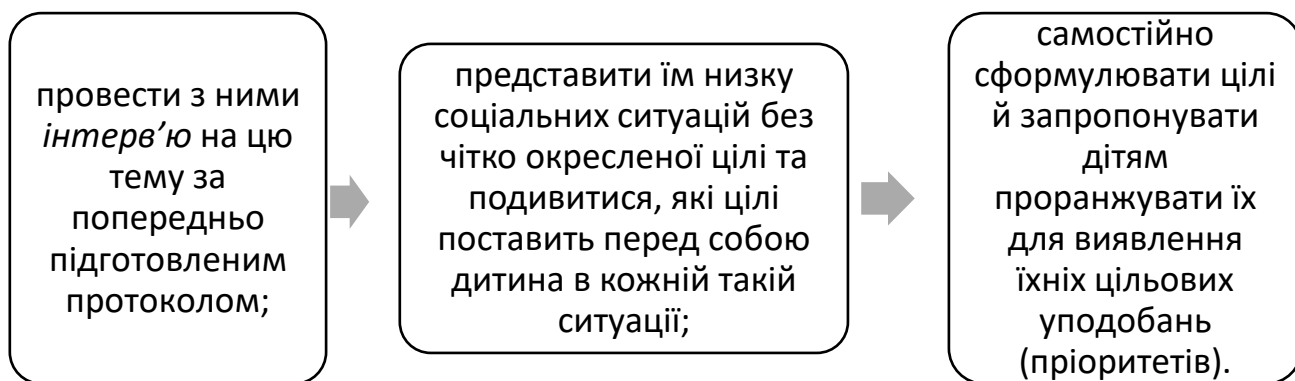 провести з ними
інтерв’ю на цю
тему за
попередньо
підготовленим
протоколом;
представити їм низку
соціальних ситуацій без
чітко окресленої цілі та
подивитися, які цілі
поставить перед собою
дитина в кожній такій
ситуації;
самостійно
сформулювати цілі
й запропонувати
дітям
проранжувати їх
для виявлення
їхніх цільових
уподобань
(пріоритетів).